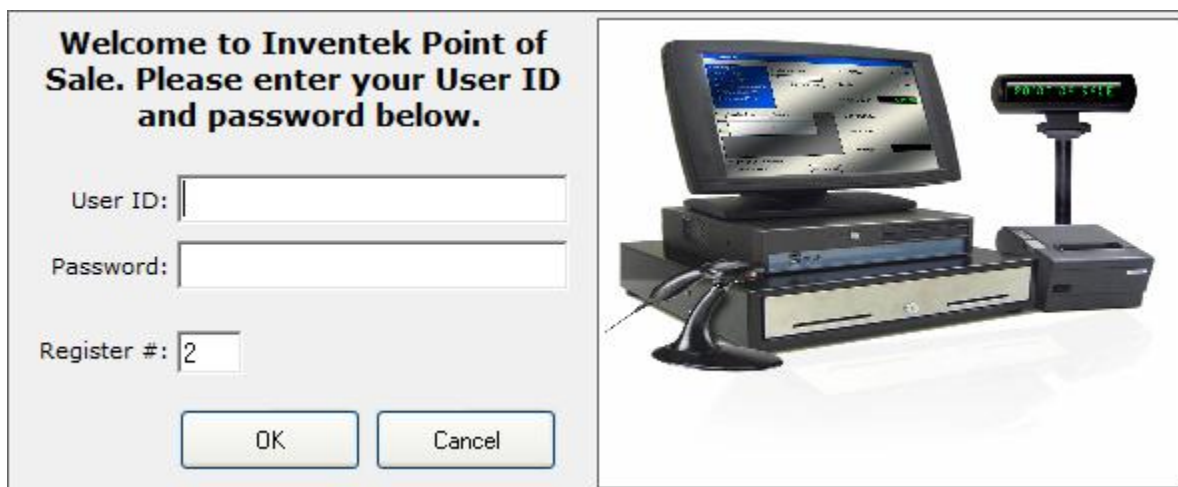 Welcome to Inventek Point of
Sale. Please enter your User ID
and password below.
User ID:
Password:
Register #: 2
OK
Cancel
POINT OF SALE